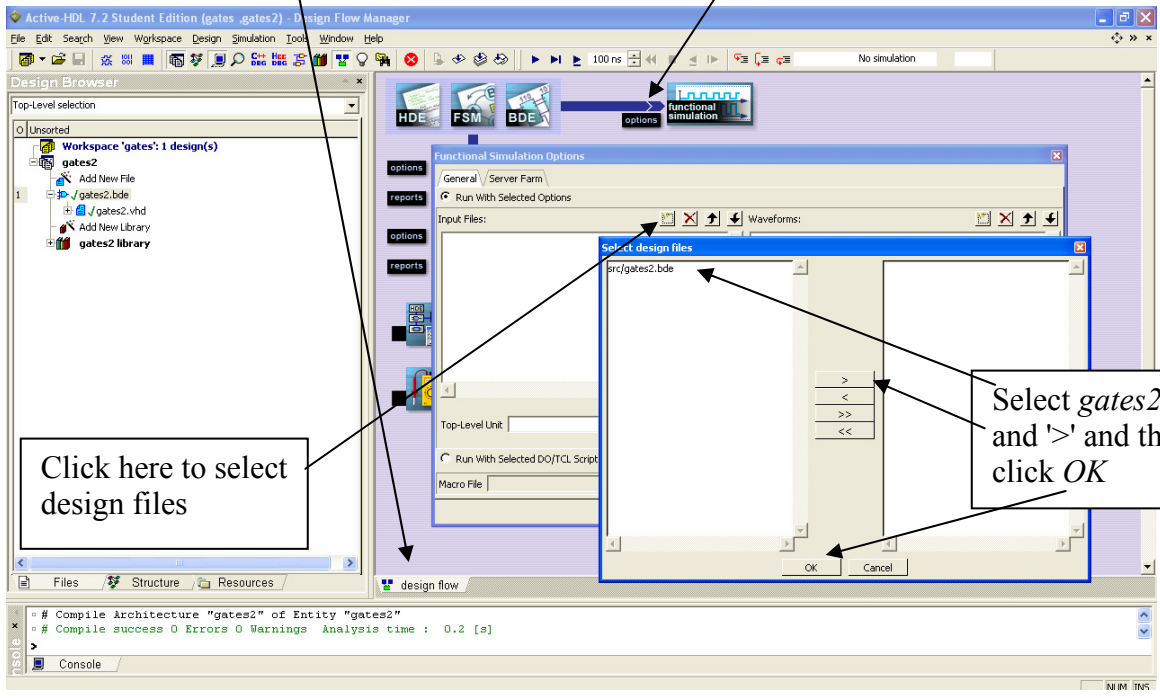 Active-HDL 7.2 Student Edition (gates ,gates2) - Design Flow Manager
File Edit Search View Workspace Design Simulation Tools Window Help
100 ns
No simulation
Design Browser
Top-Level selection
O Unsorted
Workspace 'gates': 1 design(s)
gates2
Add New File
1 gates2.bde
gates2.vhd
Add New Library
gates2 library
Files Structure Resources
HDE FSM BDE
options
functional simulation
options
reports
options
reports
HDE
Functional Simulation Options
General Server Farm
Run With Selected Options
Input Files:
Waveforms:
Top-Level Unit
Run With Selected DO/TCL Script
Macro File
Select design files
src/gates2.bde
>
<
>>
<<
OK Cancel
Click here to select
design files
Select gates2
and '>' and th
click OK
design flow
# Compile Architecture "gates2" of Entity "gates2"
# Compile success 0 Errors 0 Warnings Analysis time : 0.2 [s]
>
Console
NUM INS